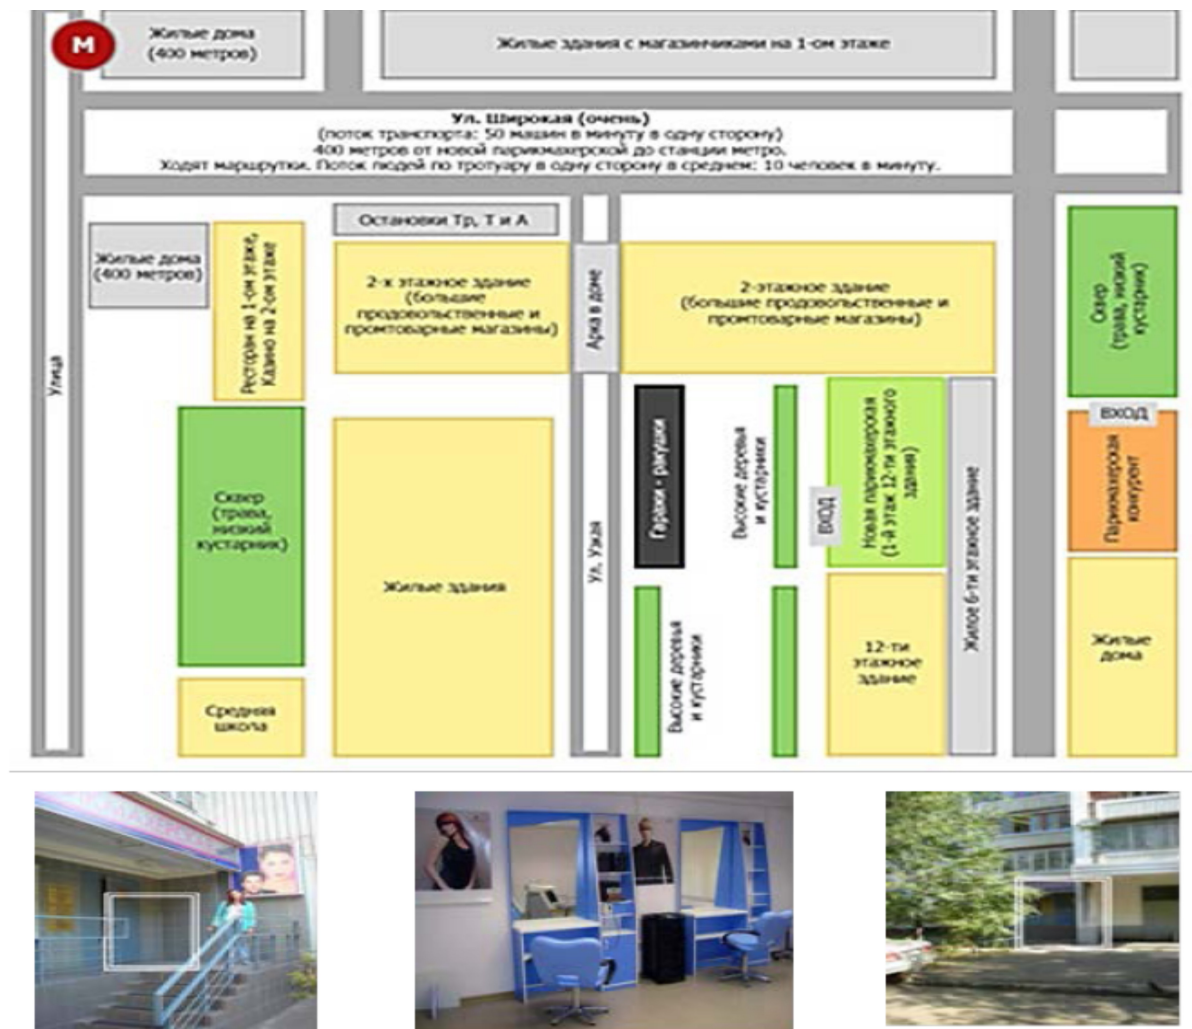 М
Жилые дома
(400 метров)
Жилые здания с магазинчиками на 1-ом этаже
Ул. Широкая (очень)
(поток транспорта: 50 машин в минуту в одну сторону)
400 метров от новой парикмахерской до станции метро.
Ходят маршрутки. Поток людей по тротуару в одну сторону в среднем: 10 человек в минуту.
Улица
Жилые дома
(400 метров)
Ресторан на 1-ом этаже,
Казино на 2-ом этаже
Остановки Тр, Т и А
2-х этажное здание
(большие
продовольственные и
промтоварные магазины)
Арка в доме
2-этажное здание
(большие продовольственные и
промтоварные магазины)
Сквер
(трава, низкий
кустарник)
Сквер
(трава,
низкий
кустарник)
Средняя
школа
Жилые здания
Ул. Узкая
Гаражи - ракушки
Высокие деревья
и кустарники
Высокие деревья
и кустарники
ВХОД
Новая парикмахерская
(1-й этаж 12-ти этажного
здания)
12-ти
этажное
здание
Жилое 6-ти этажное здание
ВХОД
Парикмахерская
конкурент
Жилые
дома